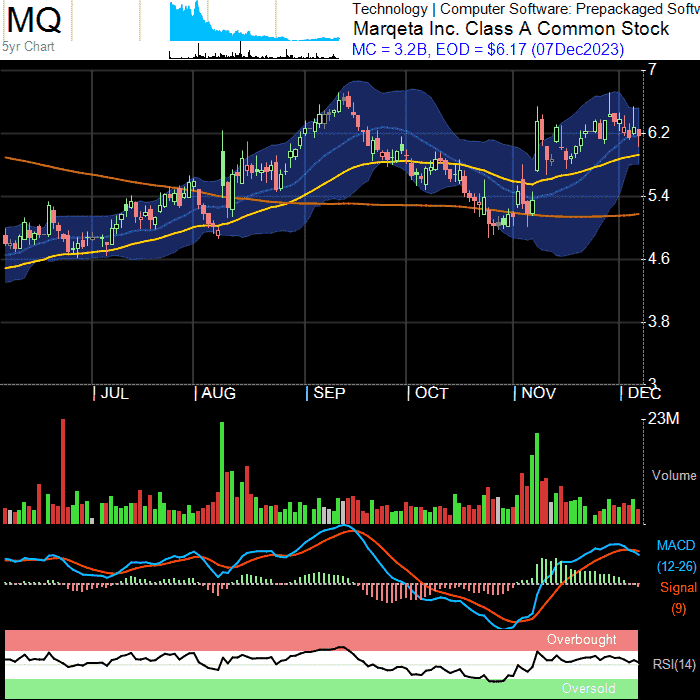 MQ
5yr Chart
Technology | Computer Software: Prepackaged Softw
Marqeta Inc. Class A Common Stock
MC = 3.2B, EOD = $6.17 (07Dec2023)
7
6.2
5.4
4.6
3.8
3
JUL
AUG
SEP
OCT
NOV
DEC
23M
Volume
MACD
(12-26)
Signal
(9)
Overbought
RSI(14)
Oversold